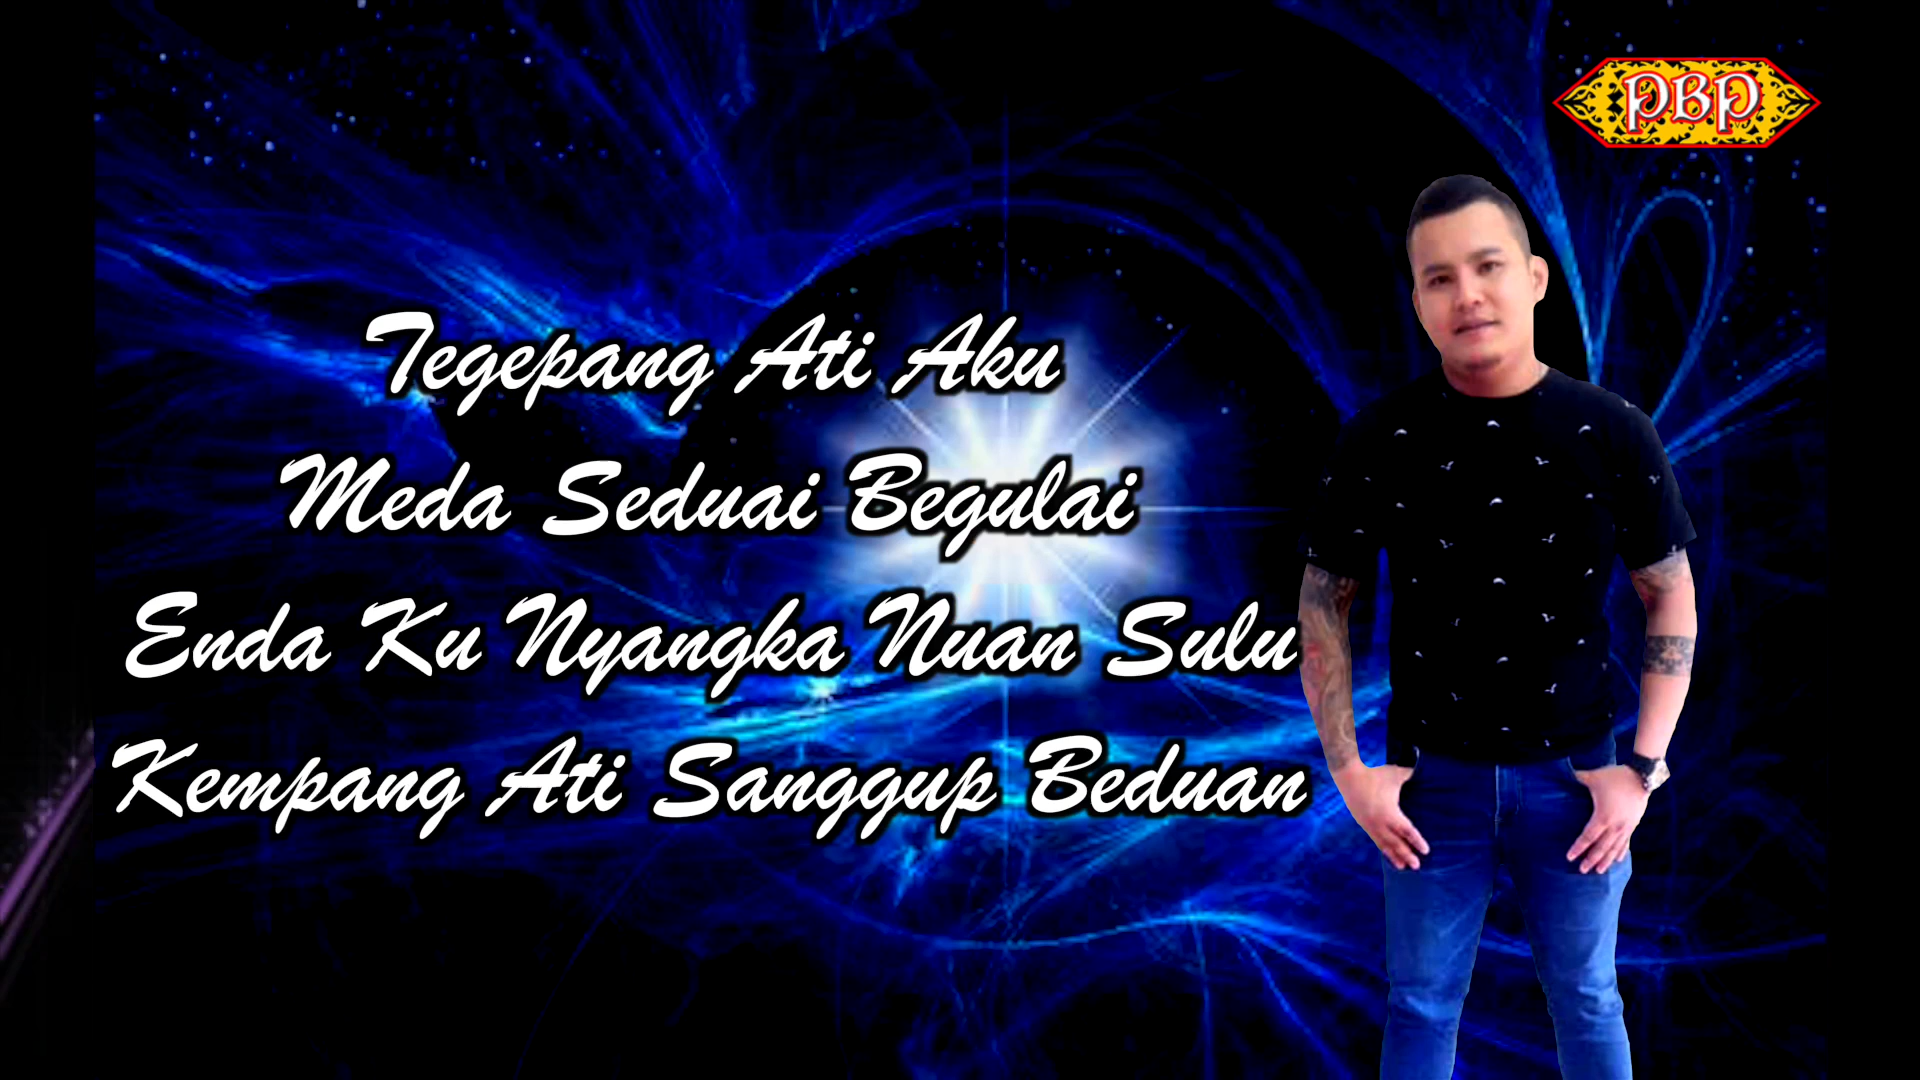 PBP
Tegepang Ati Aku
Meda Seduai Begulai
Enda Ku Nyangka Nuan Sulu
Kempang Ati Sanggup Beduan